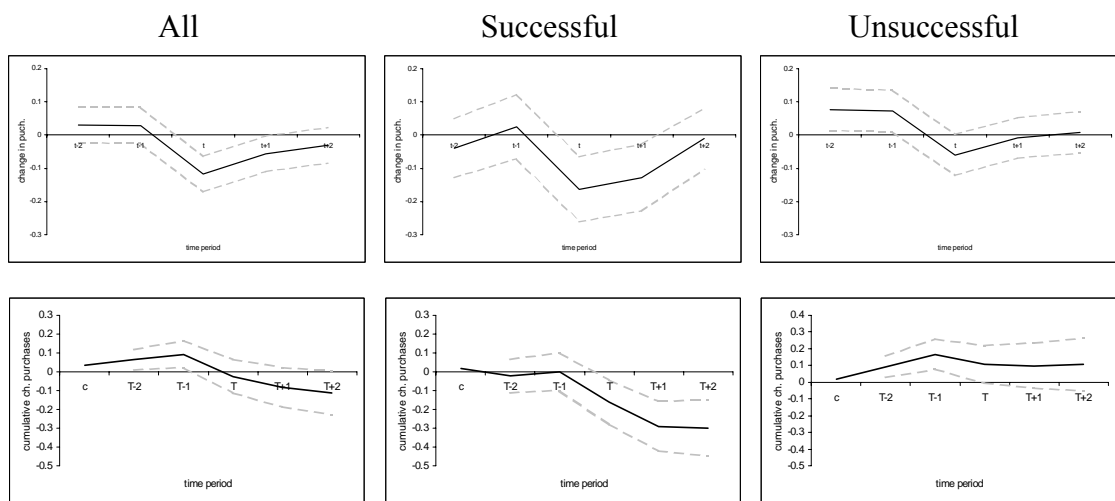 All Successful Unsuccessful
0.2
0.1
0
-0.1
-0.2
-0.3
change in puch.
t-2 t-1 t t+1 t+2
time period
0.2
0.1
0
-0.1
-0.2
-0.3
change in puch.
t-2 t-1 t t+1 t+2
time period
0.2
0.1
0
-0.1
-0.2
-0.3
change in puch.
t-2 t-1 t t+1 t+2
time period
0.3
0.2
0.1
0
-0.1
-0.2
-0.3
-0.4
-0.5
cumulative ch. purchases
c T-2 T-1 T T+1 T+2
time period
0.3
0.2
0.1
0
-0.1
-0.2
-0.3
-0.4
-0.5
cumulative ch. purchases
c T-2 T-1 T T+1 T+2
time period
0.4
0.3
0.2
0.1
0
-0.1
-0.2
-0.3
-0.4
-0.5
cumulative ch. purchases
c T-2 T-1 T T+1 T+2
time period